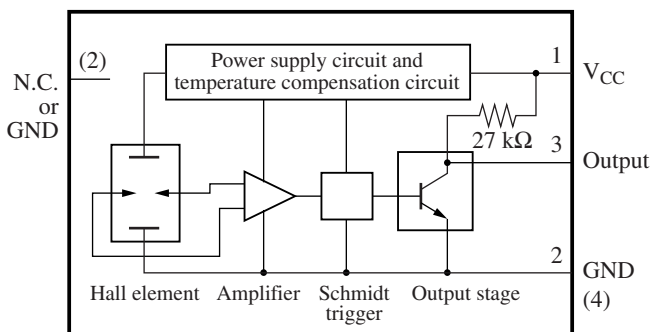 (2)
N.C.
or
GND
Power supply circuit and
temperature compensation circuit
1
V_CC
27 kΩ
3
Output
2
GND
(4)
Hall element
Amplifier
Schmidt
trigger
Output stage